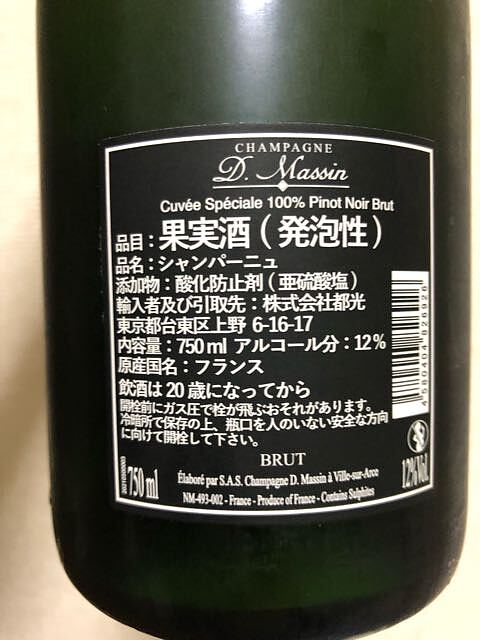 CHAMPAGNE
D. Massin
Cuvée Spéciale 100% Pinot Noir Brut
品目：果実酒（発泡性）
品名：シャンパーニュ
添加物：酸化防止剤（亜硫酸塩）
輸入者及び引取先：株式会社都光
東京都台東区上野 6-16-17
内容量：750ml アルコール分：12%
原産国名：フランス
飲酒は20歳になってから
開栓前にガス圧で栓が飛ぶおそれがあります。
冷暗所で保存の上、瓶口を人のいない安全な方向
に向けて開栓して下さい。
4 580404 826926
BRUT
750 ml
12%Vol.
Élaboré par S.A.S. Champagne D. Massin à Ville-sur-Arce
NM-493-002 - France - Produce of France - Contains Sulphites